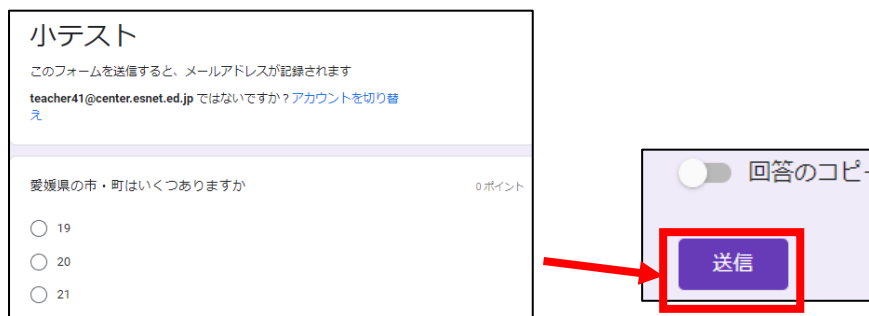 小テスト
このフォームを送信すると、メールアドレスが記録されます
teacher41@center.esnet.ed.jp ではないですか？アカウントを切り替
え
愛媛県の市・町はいくつありますか
0 ポイント
19
20
21
回答のコピー
送信